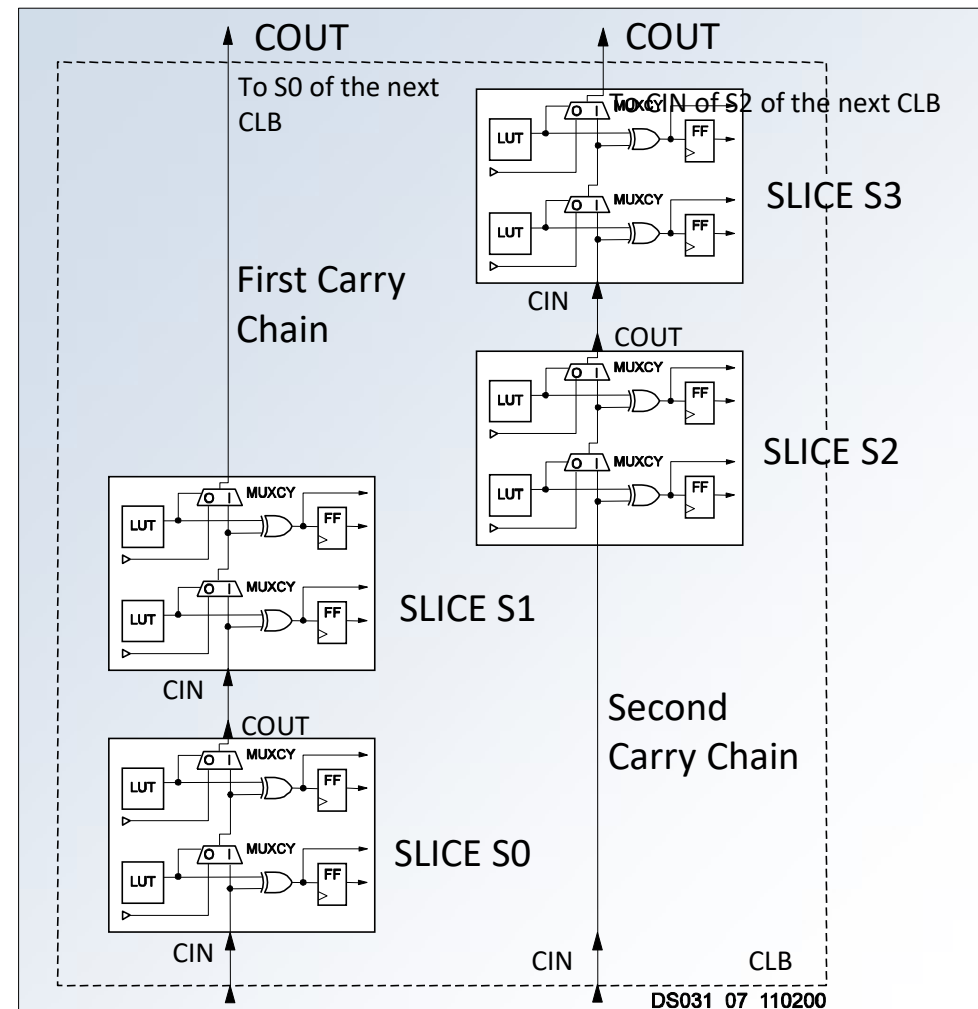 COUT
COUT
To S0 of the next
CLB
To CIN of S2 of the next CLB
O I
MUXCY
LUT
FF
SLICE S3
O I
MUXCY
LUT
FF
First Carry
Chain
CIN
COUT
O I
MUXCY
LUT
FF
SLICE S2
O I
MUXCY
LUT
FF
O I
MUXCY
LUT
FF
O I
MUXCY
LUT
FF
SLICE S1
CIN
COUT
Second
Carry Chain
O I
MUXCY
LUT
FF
O I
MUXCY
LUT
FF
SLICE S0
CIN
CIN
CLB
DS031_07_110200